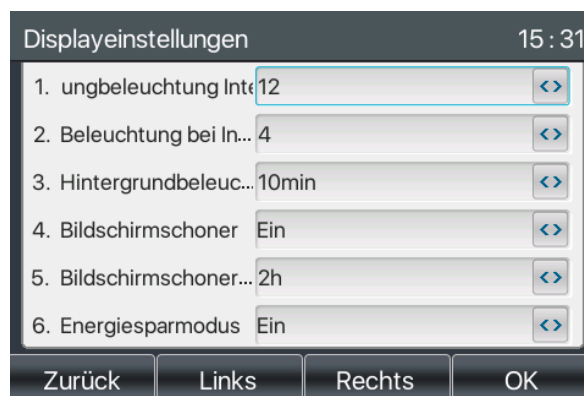 Displayeinstellungen 15:31
1. ungbeleuchtung Inte 12 <>
2. Beleuchtung bei In... 4 <>
3. Hintergrundbeleuc... 10min <>
4. Bildschirmschoner Ein <>
5. Bildschirmschoner... 2h <>
6. Energiesparmodus Ein <>
Zurück Links Rechts OK